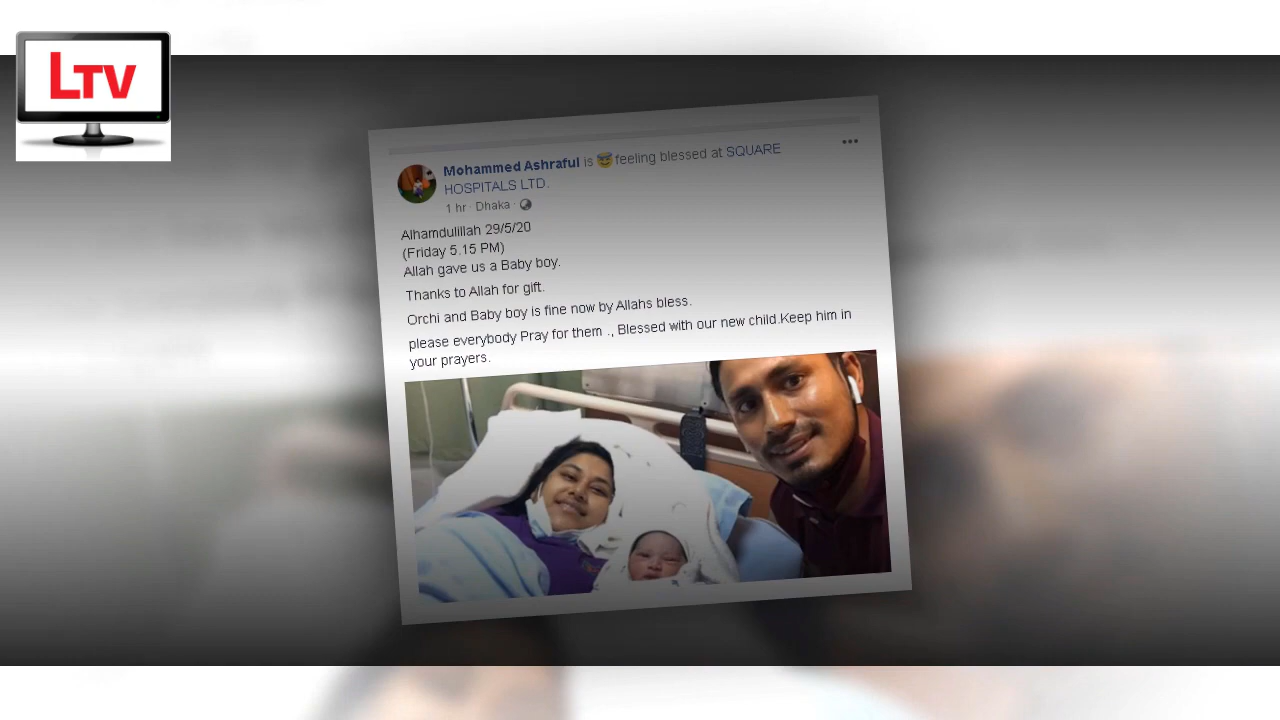 LTV
Mohammed Ashraful is 😇 feeling blessed at SQUARE
HOSPITALS LTD.
1 hr · Dhaka ·
Alhamdulillah 29/5/20
(Friday 5.15 PM)
Allah gave us a Baby boy.
Thanks to Allah for gift.
Orchi and Baby boy is fine now by Allahs bless.
please everybody Pray for them ., Blessed with our new child.Keep him in
your prayers.